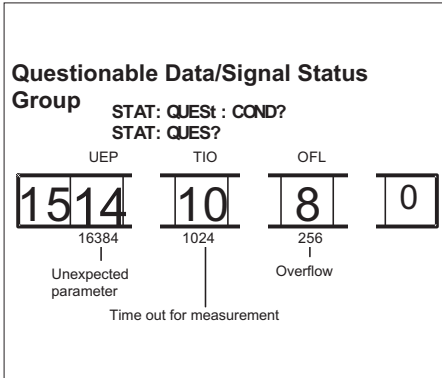 Questionable Data/Signal Status
Group
STAT: QUESt : COND?
STAT: QUES?
UEP TIO OFL
15 14 10 8 0
16384 1024 256
Unexpected
parameter
Overflow
Time out for measurement